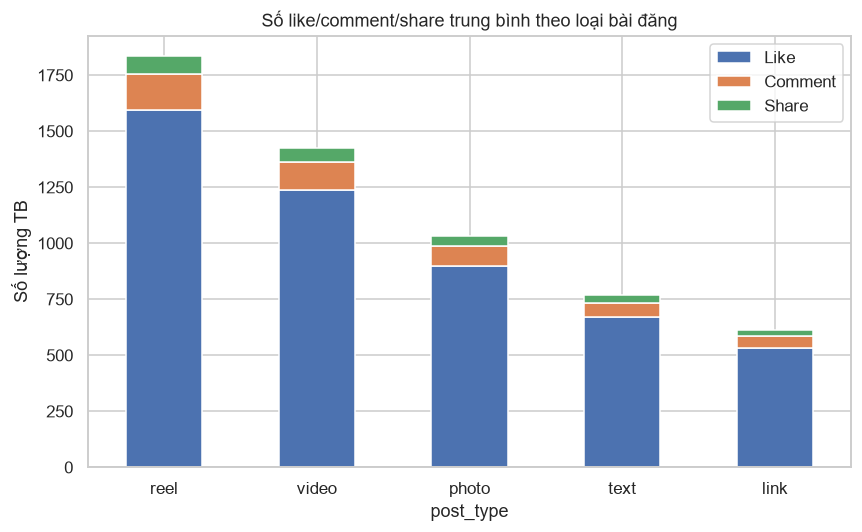 Số like/comment/share trung bình theo loại bài đăng
Like
Comment
Share
Số lượng TB
1750
1500
1250
1000
750
500
250
0
reel video photo text link
post_type